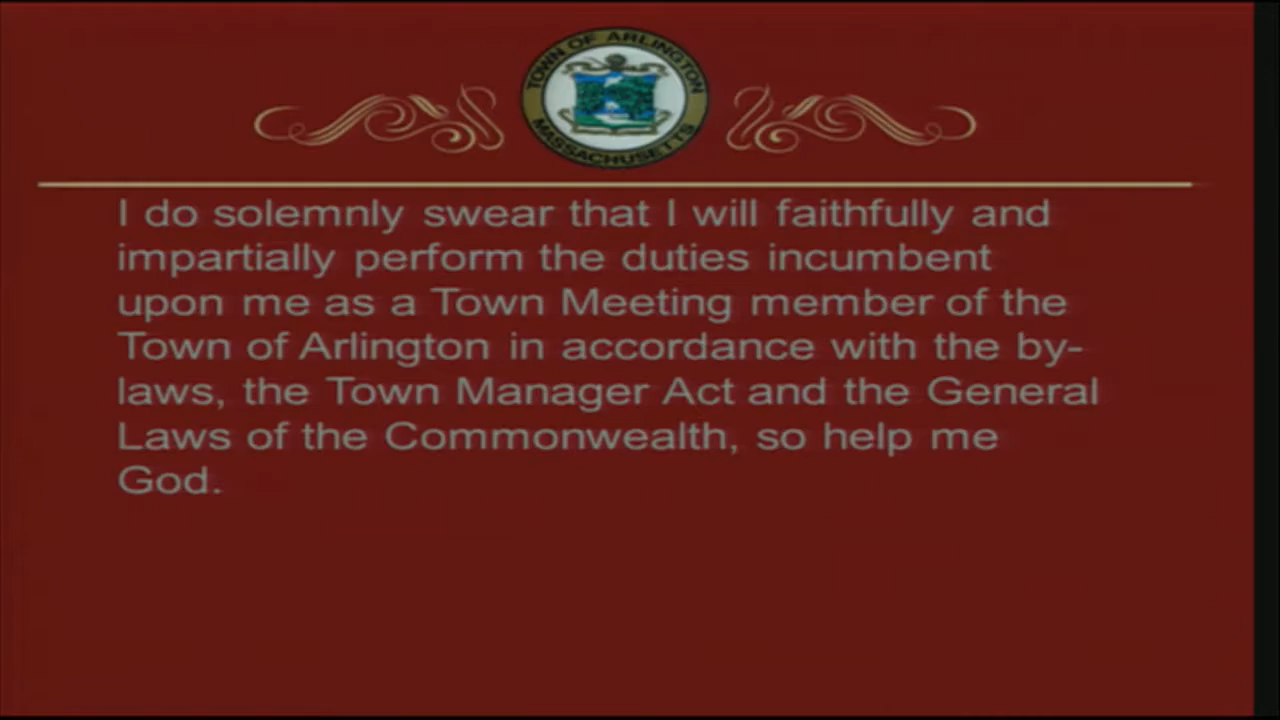 TOWN OF ARLINGTON
MASSACHUSETTS
I do solemnly swear that I will faithfully and
impartially perform the duties incumbent
upon me as a Town Meeting member of the
Town of Arlington in accordance with the by-
laws, the Town Manager Act and the General
Laws of the Commonwealth, so help me
God.